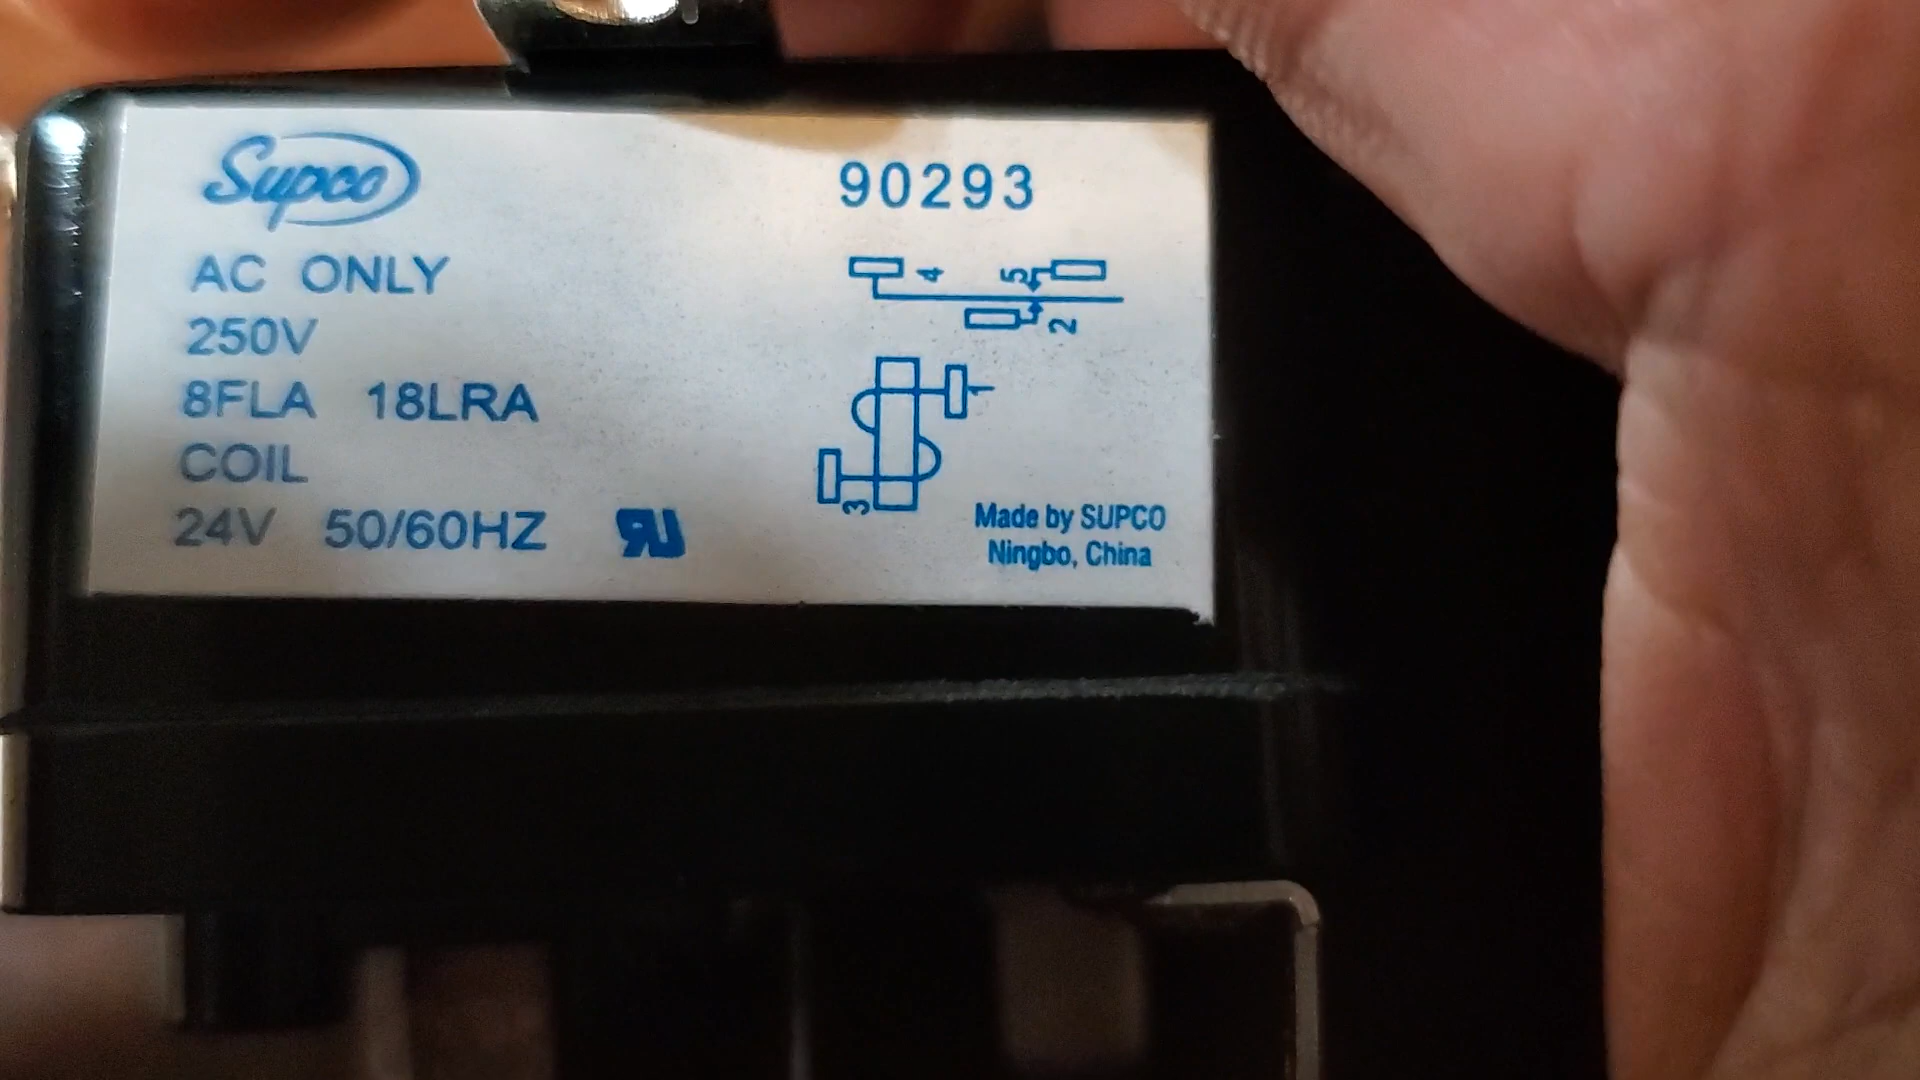 Supco
90293
AC ONLY
250V
8FLA 18LRA
COIL
24V 50/60HZ
4 5
2
1
3
Made by SUPCO
Ningbo, China